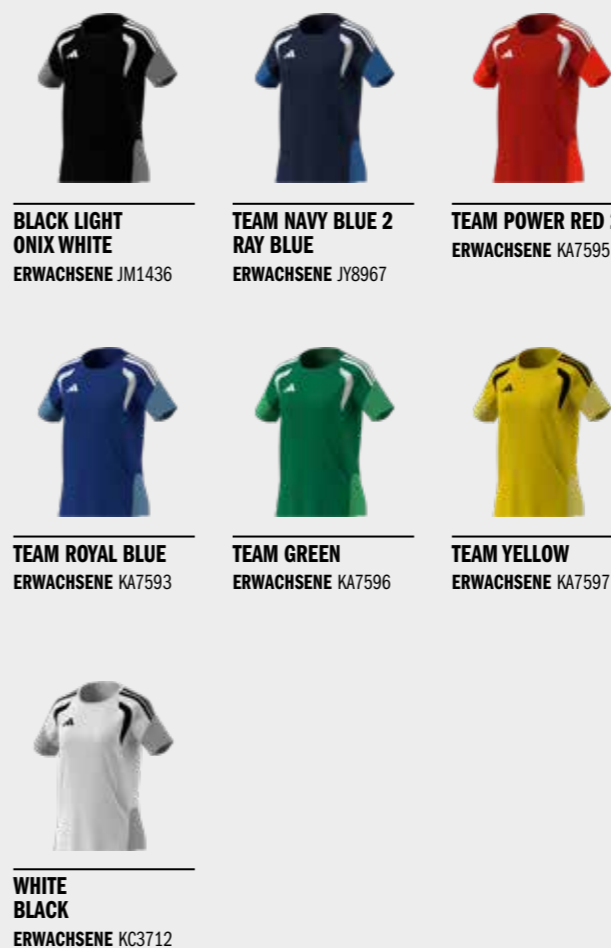 BLACK LIGHT
ONIX WHITE
ERWACHSENE JM1436
TEAM NAVY BLUE 2
RAY BLUE
ERWACHSENE JY8967
TEAM POWER RED
ERWACHSENE KA7595
TEAM ROYAL BLUE
ERWACHSENE KA7593
TEAM GREEN
ERWACHSENE KA7596
TEAM YELLOW
ERWACHSENE KA7597
WHITE
BLACK
ERWACHSENE KC3712